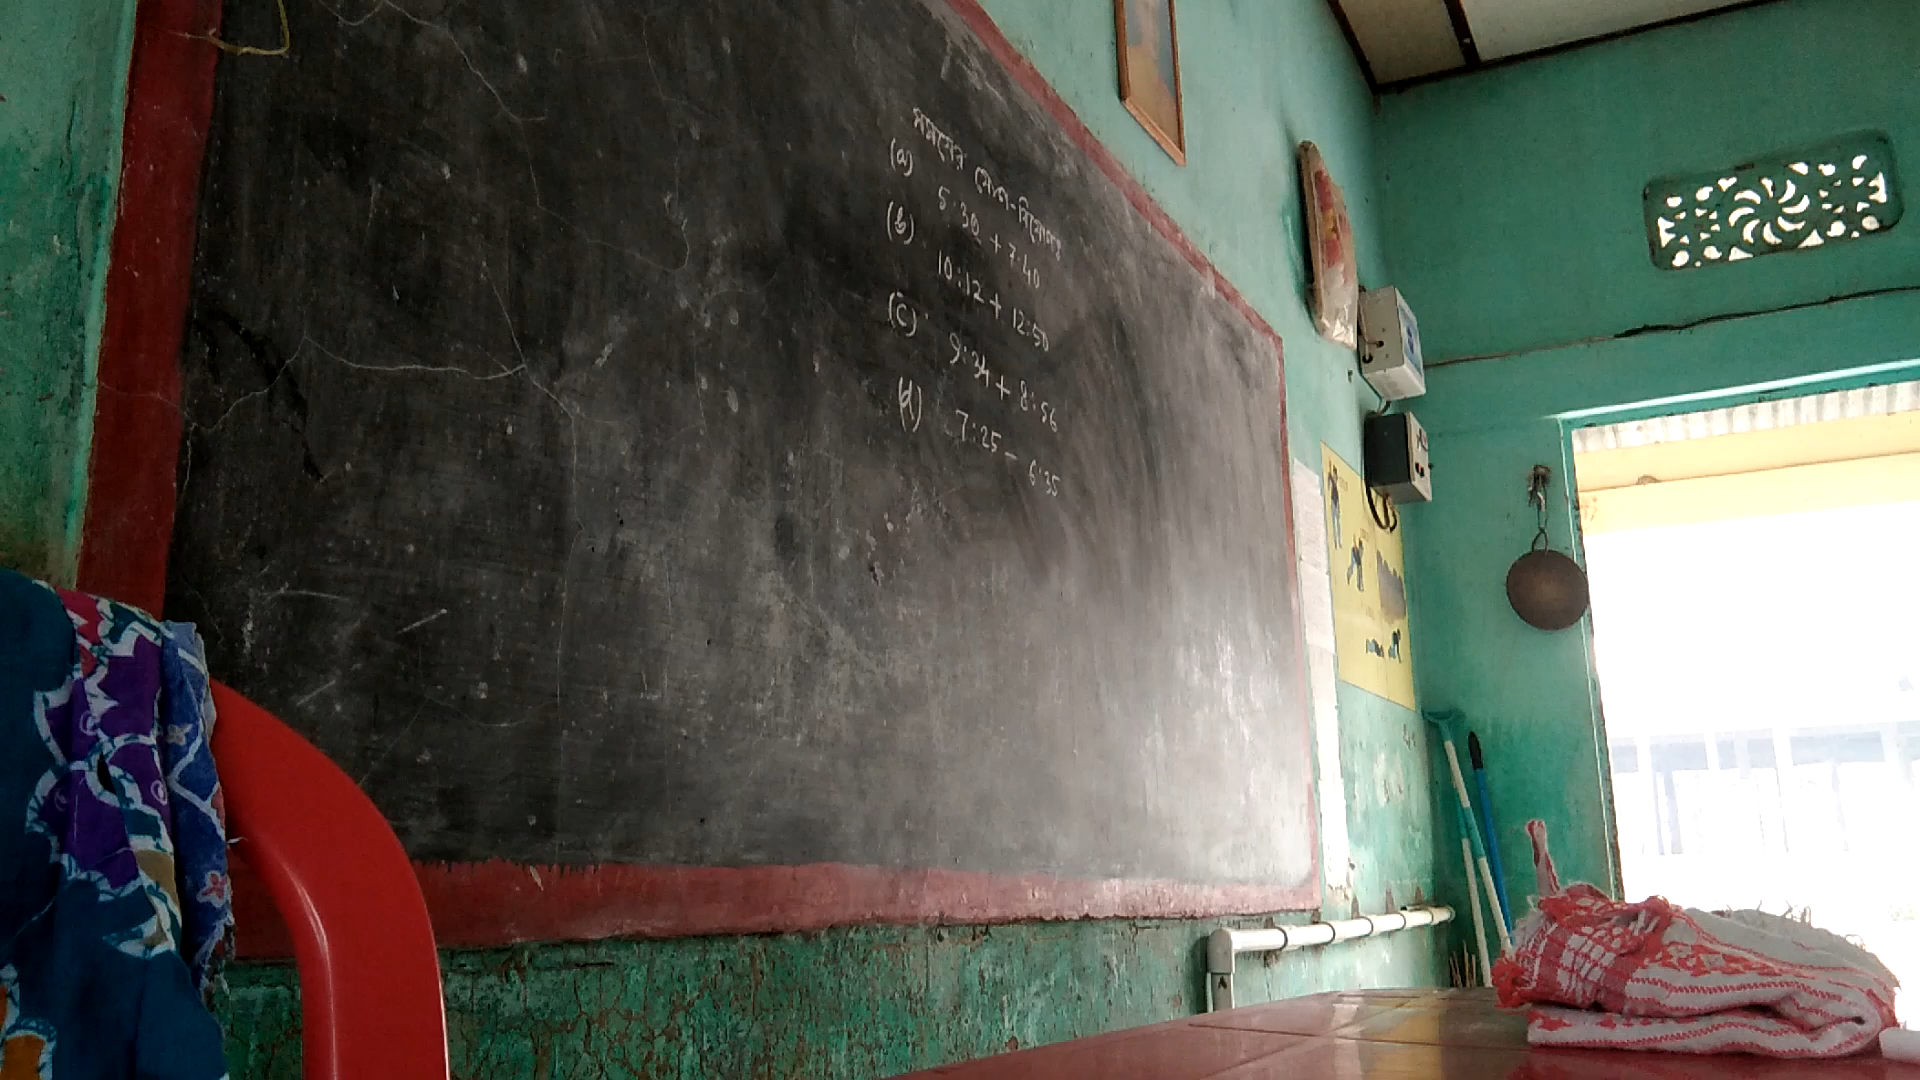 সময়ের যোগ-বিয়োগঃ
(a) 5:30 + 7:40
(b) 10:12 + 12:50
(c) 9:34 + 8:56
(d) 7:25 - 6:35